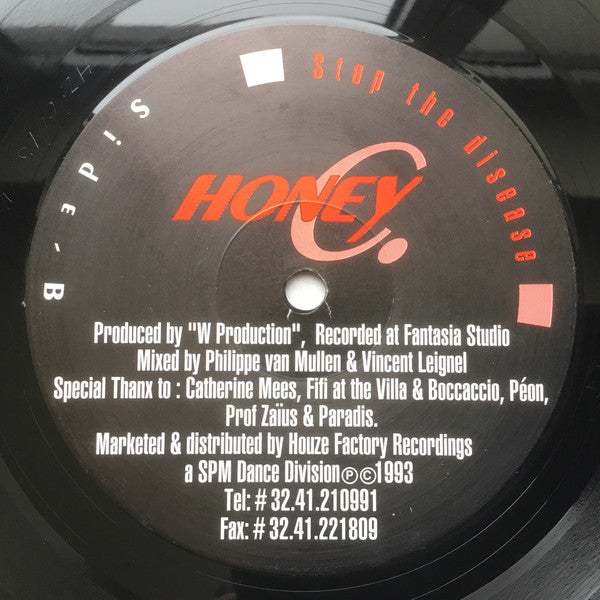 Side B
Stop the disease
HONEY C.
Produced by "W Production", Recorded at Fantasia Studio
Mixed by Philippe van Mullen & Vincent Leignel
Special Thanx to : Catherine Mees, Fifi at the Villa & Boccaccio, Péon,
Prof Zaïus & Paradis.
Marketed & distributed by Houze Factory Recordings
a SPM Dance Division ℗©1993
Tel: # 32.41.210991
Fax: # 32.41.221809